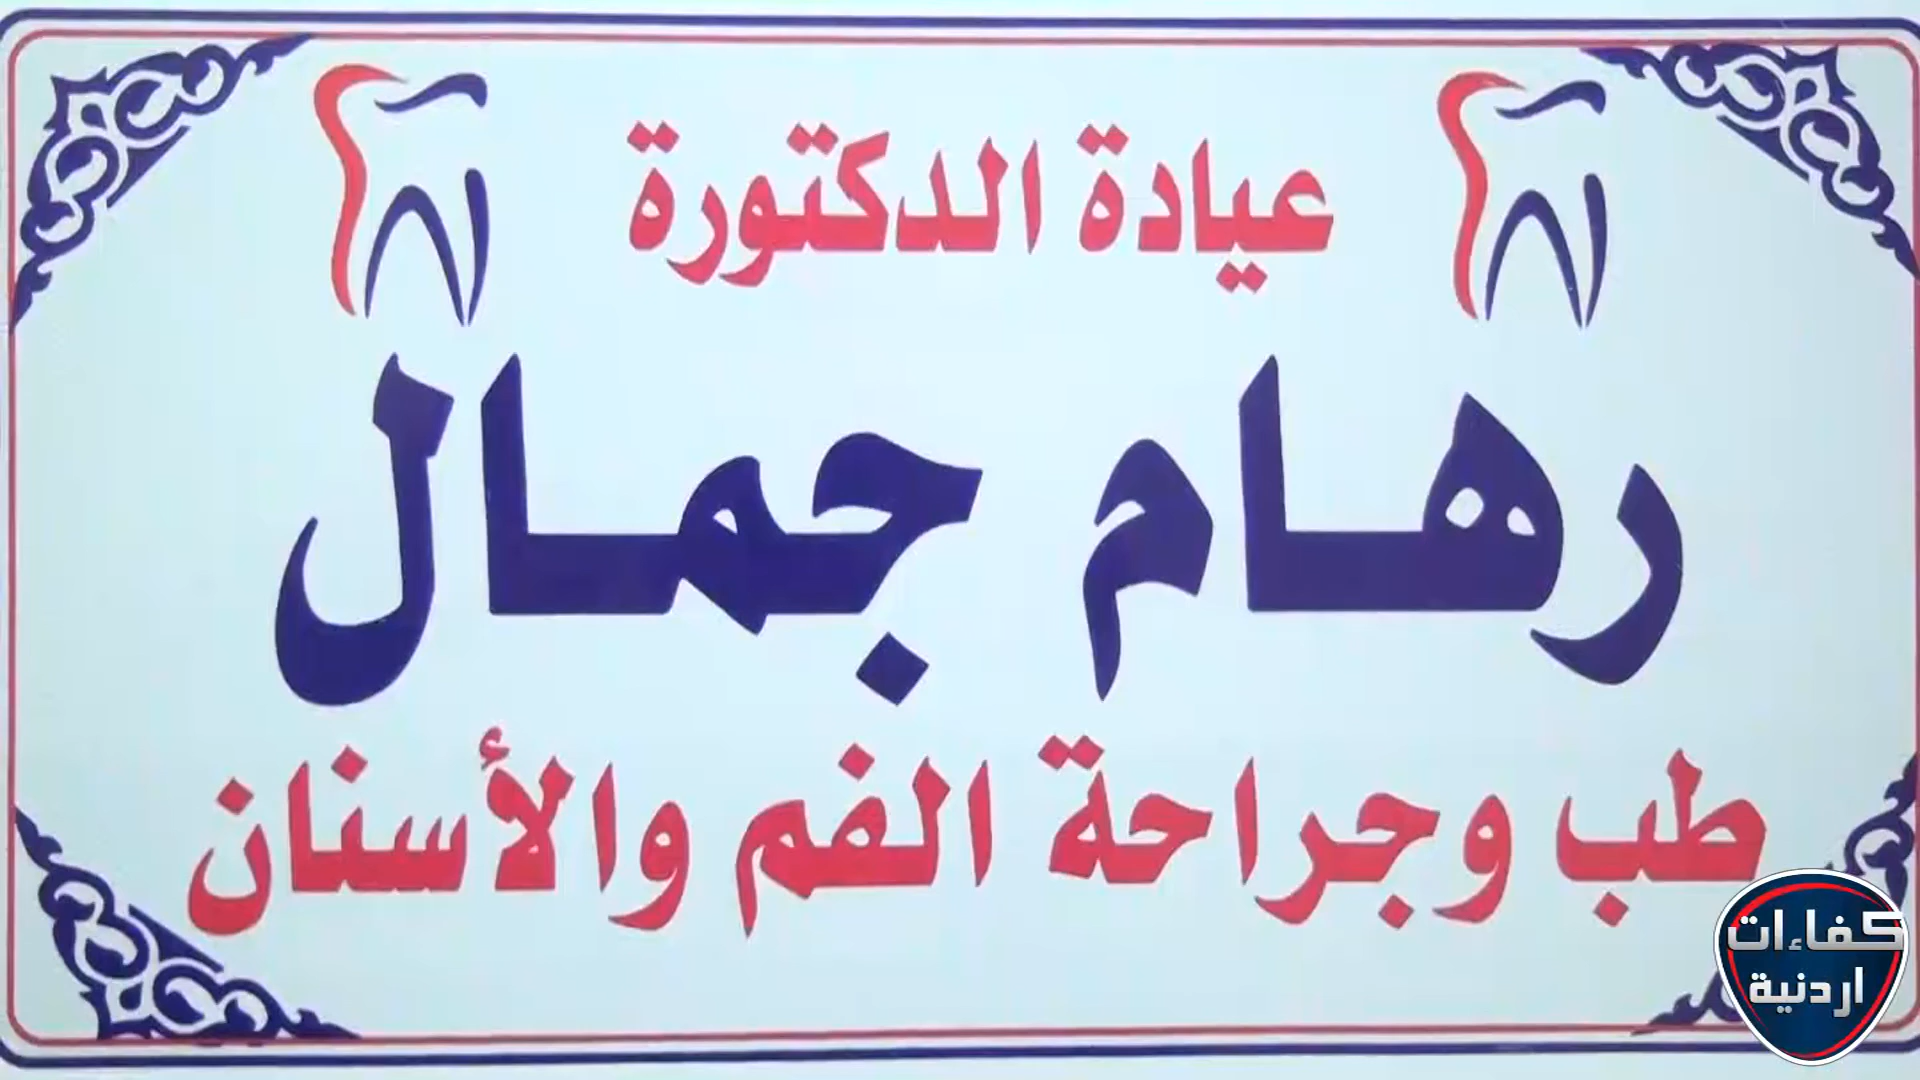 عيادة الدكتورة
رهام جمال
طب وجراحة الفم والأسنان
كفاءات
اردنية